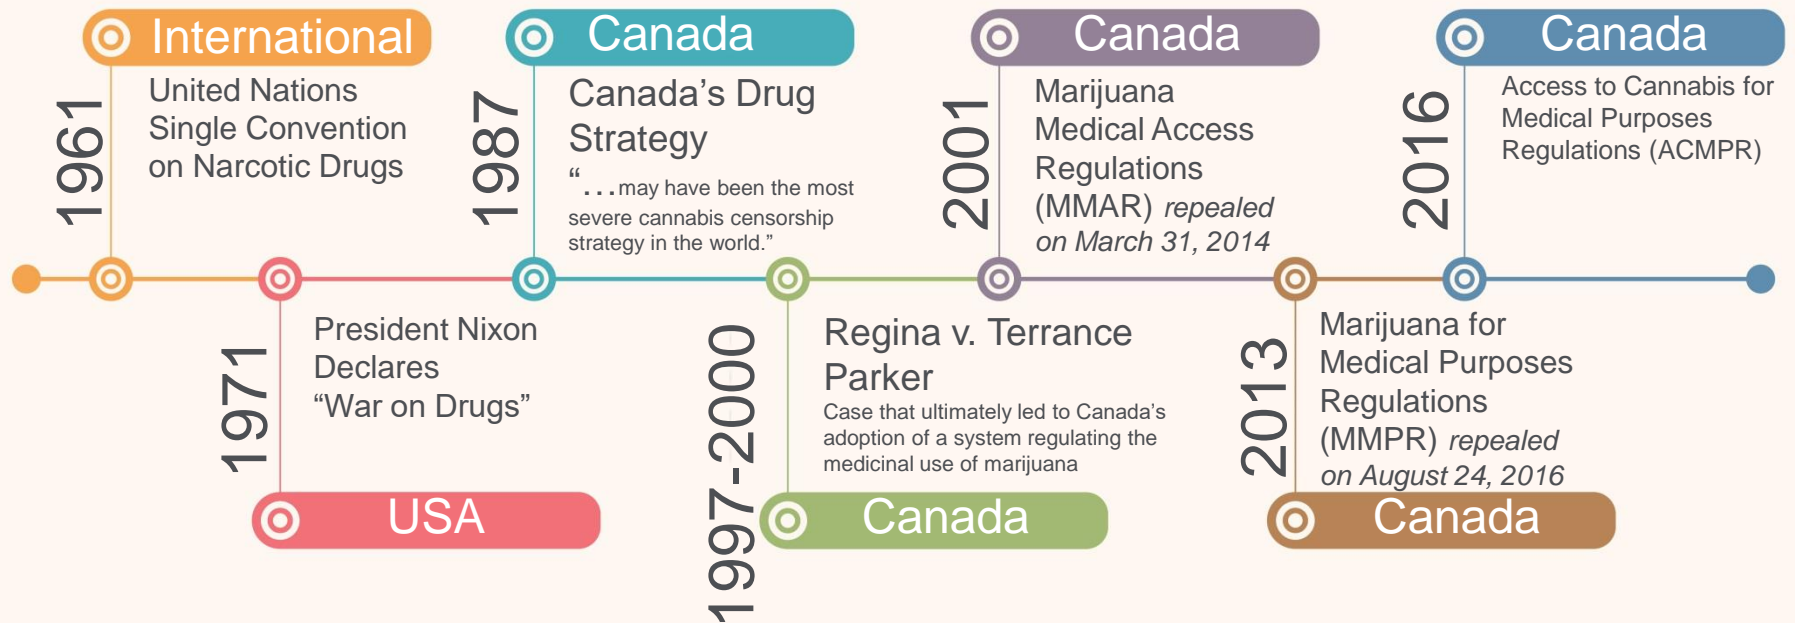 International
1961
United Nations
Single Convention
on Narcotic Drugs
1971
President Nixon
Declares
“War on Drugs”
USA
Canada
1987
Canada’s Drug
Strategy
“…may have been the most
severe cannabis censorship
strategy in the world.”
1997-2000
Regina v. Terrance
Parker
Case that ultimately led to Canada’s
adoption of a system regulating the
medicinal use of marijuana
Canada
Canada
2001
Marijuana
Medical Access
Regulations
(MMAR) repealed
on March 31, 2014
2013
Marijuana for
Medical Purposes
Regulations
(MMPR) repealed
on August 24, 2016
Canada
Canada
2016
Access to Cannabis for
Medical Purposes
Regulations (ACMPR)